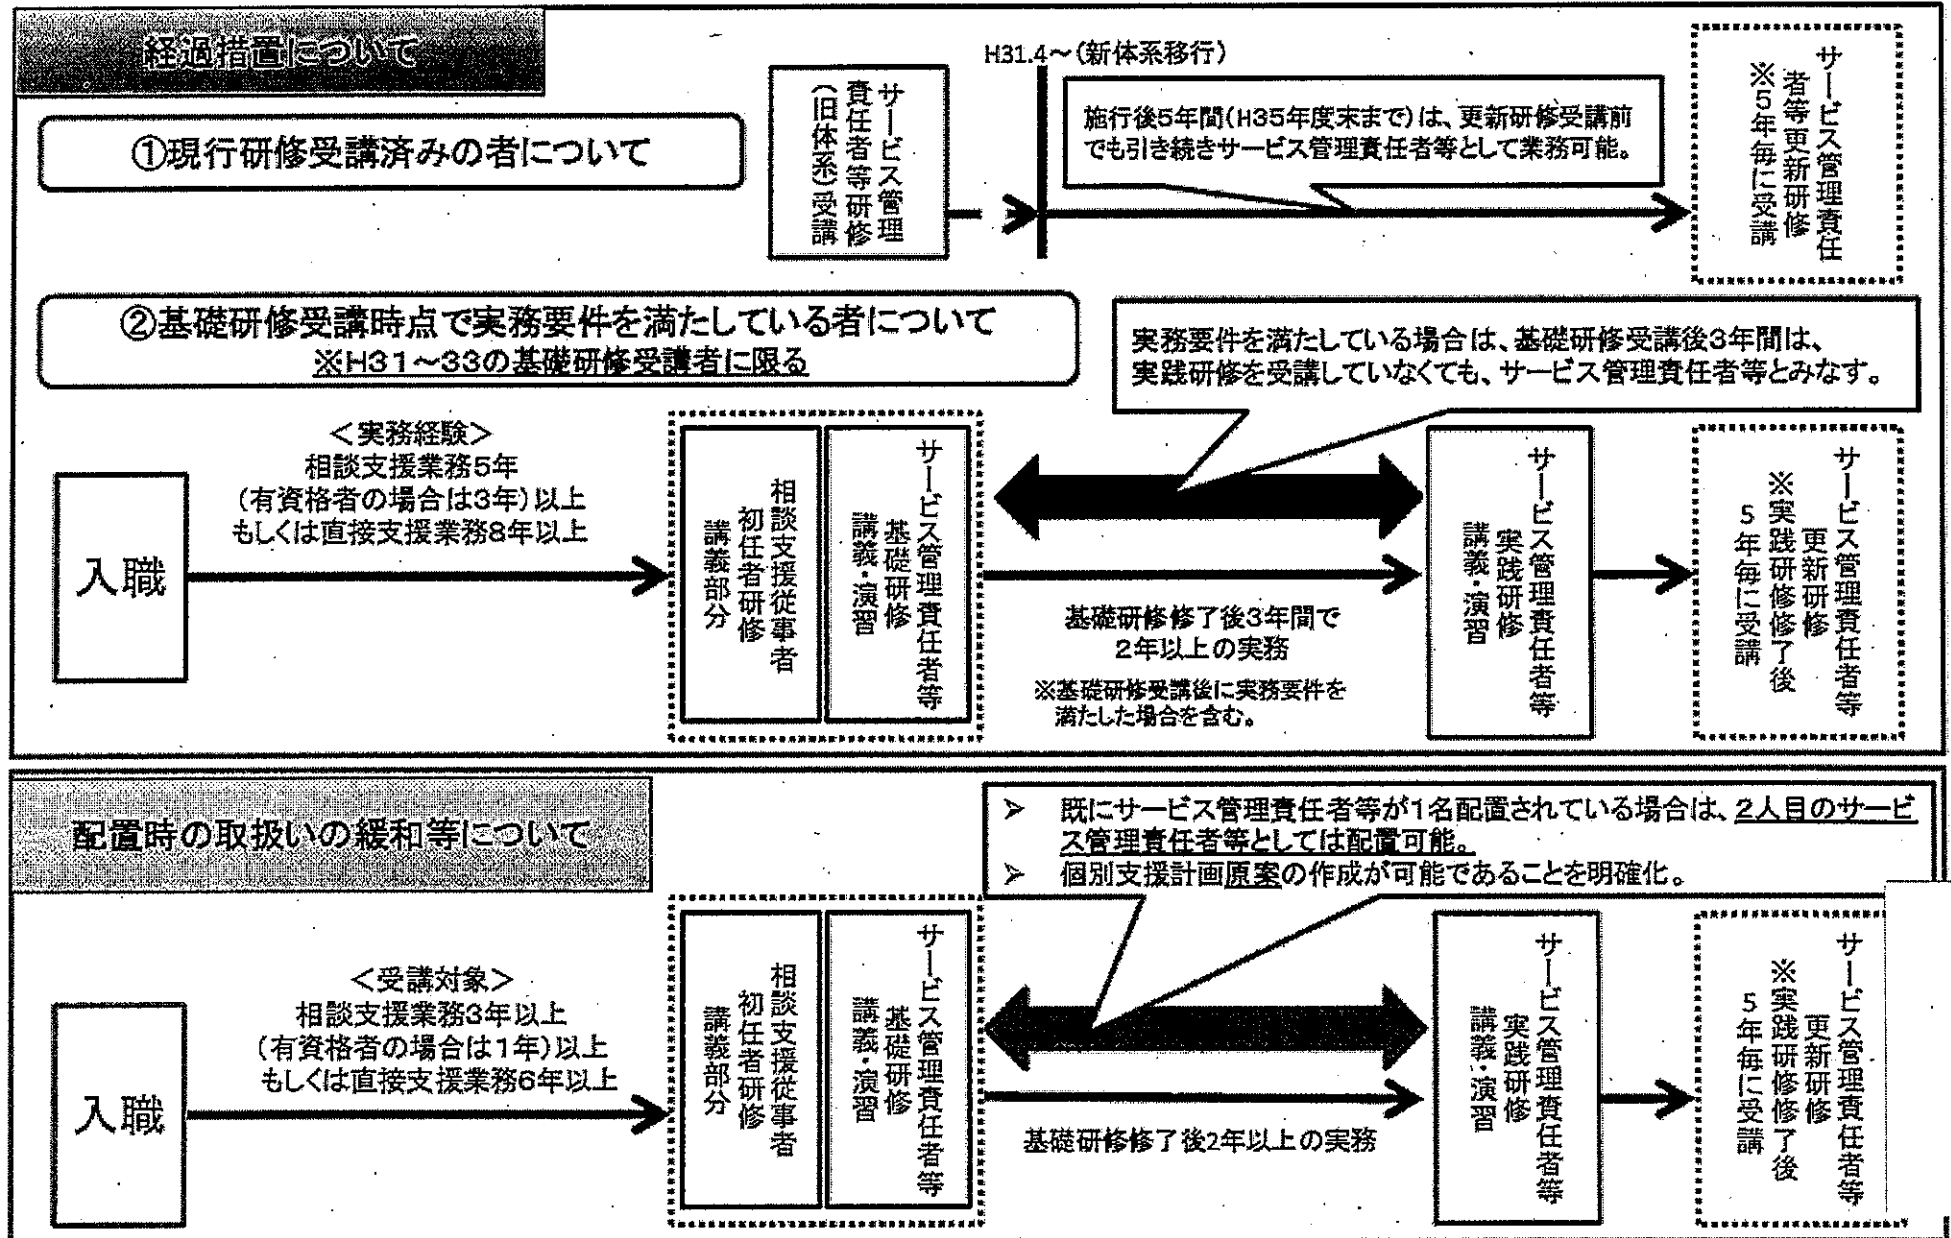 経過措置について
①現行研修受講済みの者について
サービス管理
責任者等研修
(旧体系)受講
H31.4～(新体系移行)
施行後5年間(H35年度末まで)は、更新研修受講前
でも引き続きサービス管理責任者等として業務可能。
サービス管理責任
者等更新研修
※5年毎に受講
②基礎研修受講時点で実務要件を満たしている者について
※H31～33の基礎研修受講者に限る
実務要件を満たしている場合は、基礎研修受講後3年間は、
実践研修を受講していなくても、サービス管理責任者等とみなす。
入職
＜実務経験＞
相談支援業務5年
(有資格者の場合は3年)以上
もしくは直接支援業務8年以上
相談支援従事者
初任者研修
講義部分
サービス管理責任者等
基礎研修
講義・演習
基礎研修修了後3年間で
2年以上の実務
※基礎研修受講後に実務要件を
満たした場合を含む。
サービス管理責任者等
実践研修
講義・演習
サービス管理責任者等
更新研修
※実践研修修了後
5年毎に受講
配置時の取扱いの緩和等について
➢ 既にサービス管理責任者等が1名配置されている場合は、2人目のサービ
ス管理責任者等としては配置可能。
➢ 個別支援計画原案の作成が可能であることを明確化。
入職
＜受講対象＞
相談支援業務3年以上
(有資格者の場合は1年)以上
もしくは直接支援業務6年以上
相談支援従事者
初任者研修
講義部分
サービス管理責任者等
基礎研修
講義・演習
基礎研修修了後2年以上の実務
サービス管理責任者等
実践研修
講義・演習
サービス管理責任者等
更新研修
※実践研修修了後
5年毎に受講